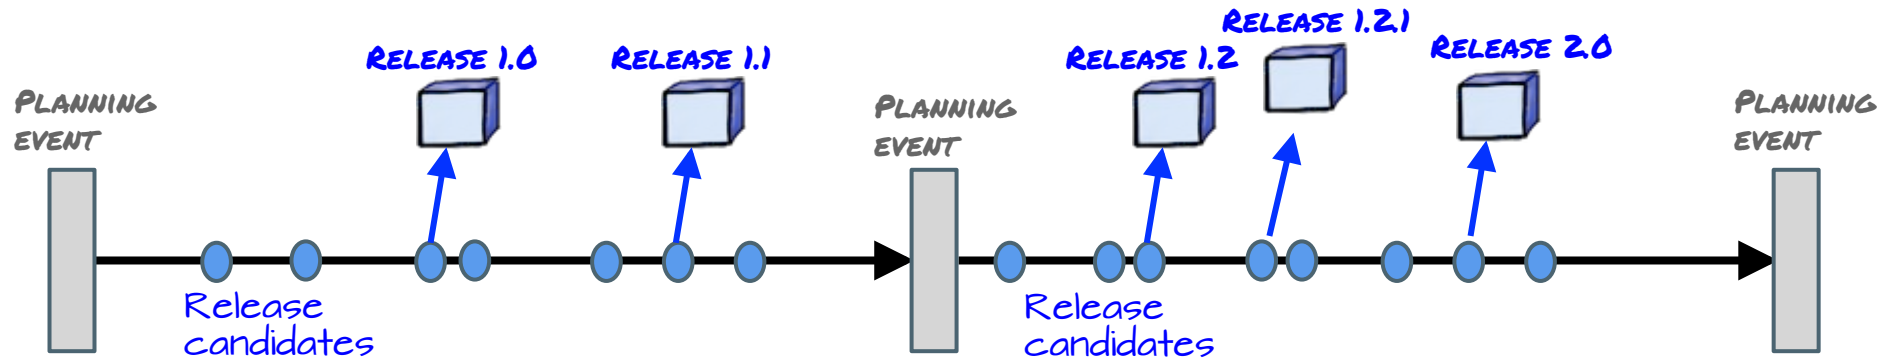 Release 1.0
Release 1.1
Release 1.2
Release 1.2.1
Release 2.0
Planning
event
Planning
event
Planning
event
Release
candidates
Release
candidates